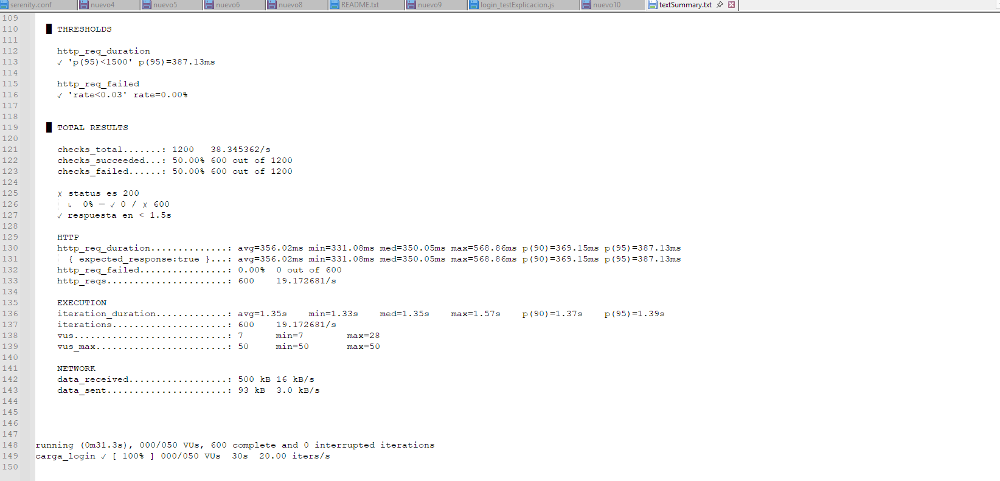 serenity.conf nuevo4 nuevo5 nuevo6 nuevo8 README.txt nuevo9 login_testExplicacion.js nuevo10 textSummary.txt
109
110 █ THRESHOLDS
111
112 http_req_duration
113 ✓ 'p(95)<1500' p(95)=387.13ms
114
115 http_req_failed
116 ✓ 'rate<0.03' rate=0.00%
117
118
119 █ TOTAL RESULTS
120
121 checks_total.......: 1200 38.345362/s
122 checks_succeeded...: 50.00% 600 out of 1200
123 checks_failed......: 50.00% 600 out of 1200
124
125 ✗ status es 200
126 ↳ 0% — ✓ 0 / ✗ 600
127 ✓ respuesta en < 1.5s
128
129 HTTP
130 http_req_duration..............: avg=356.02ms min=331.08ms med=350.05ms max=568.86ms p(90)=369.15ms p(95)=387.13ms
131 { expected_response:true }...: avg=356.02ms min=331.08ms med=350.05ms max=568.86ms p(90)=369.15ms p(95)=387.13ms
132 http_req_failed................: 0.00% 0 out of 600
133 http_reqs......................: 600 19.172681/s
134
135 EXECUTION
136 iteration_duration.............: avg=1.35s min=1.33s med=1.35s max=1.57s p(90)=1.37s p(95)=1.39s
137 iterations.....................: 600 19.172681/s
138 vus............................: 7 min=7 max=28
139 vus_max........................: 50 min=50 max=50
140
141 NETWORK
142 data_received..................: 500 kB 16 kB/s
143 data_sent......................: 93 kB 3.0 kB/s
144
145
146
147
148 running (0m31.3s), 000/050 VUs, 600 complete and 0 interrupted iterations
149 carga_login ✓ [ 100% ] 000/050 VUs 30s 20.00 iters/s
150